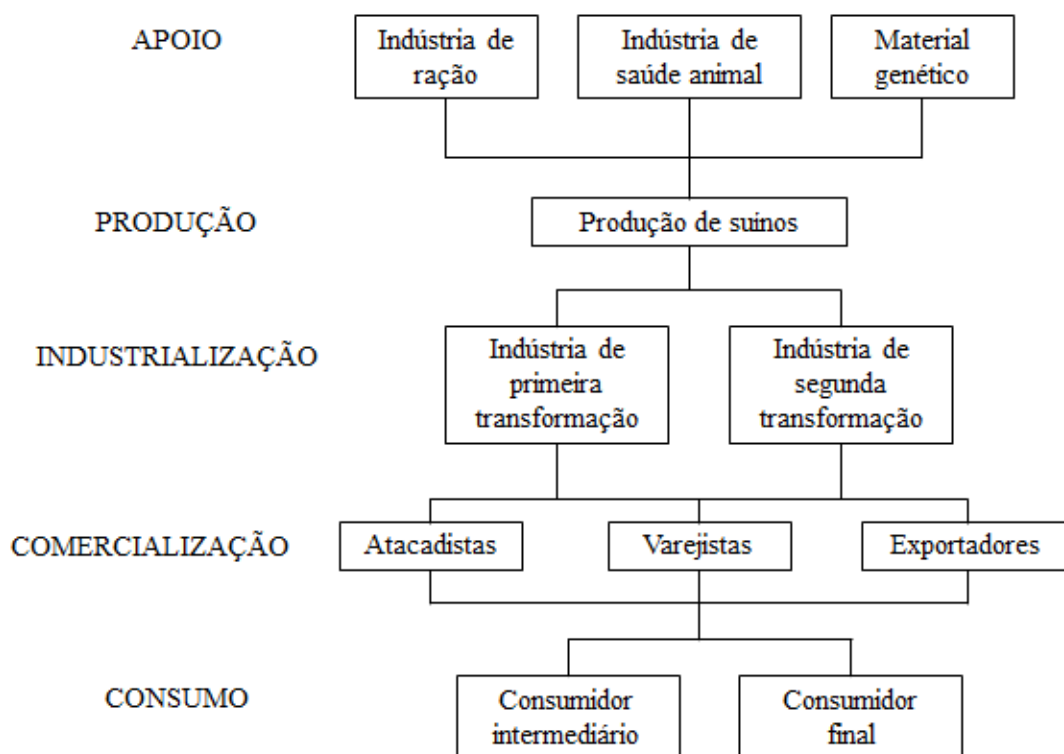 APOIO
Indústria de
ração
Indústria de
saúde animal
Material
genético
PRODUÇÃO
Produção de suinos
INDUSTRIALIZAÇÃO
Indústria de
primeira
transformação
Indústria de
segunda
transformação
COMERCIALIZAÇÃO
Atacadistas
Varejistas
Exportadores
CONSUMO
Consumidor
intermediário
Consumidor
final